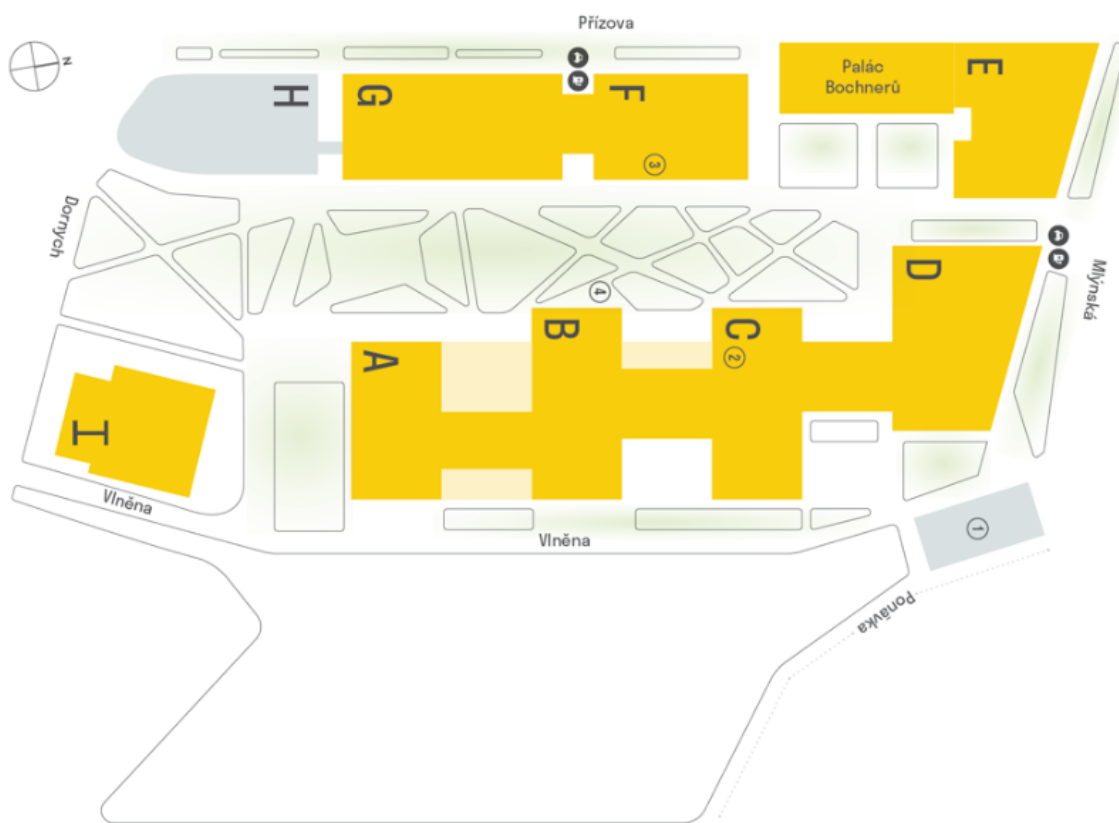 Přízova
N
H
G
F
Palác
Bochnerů
E
3
Dornych
D
Mlýnská
4
B
C
2
A
I
Vlněna
Vlněna
1
Ponávka